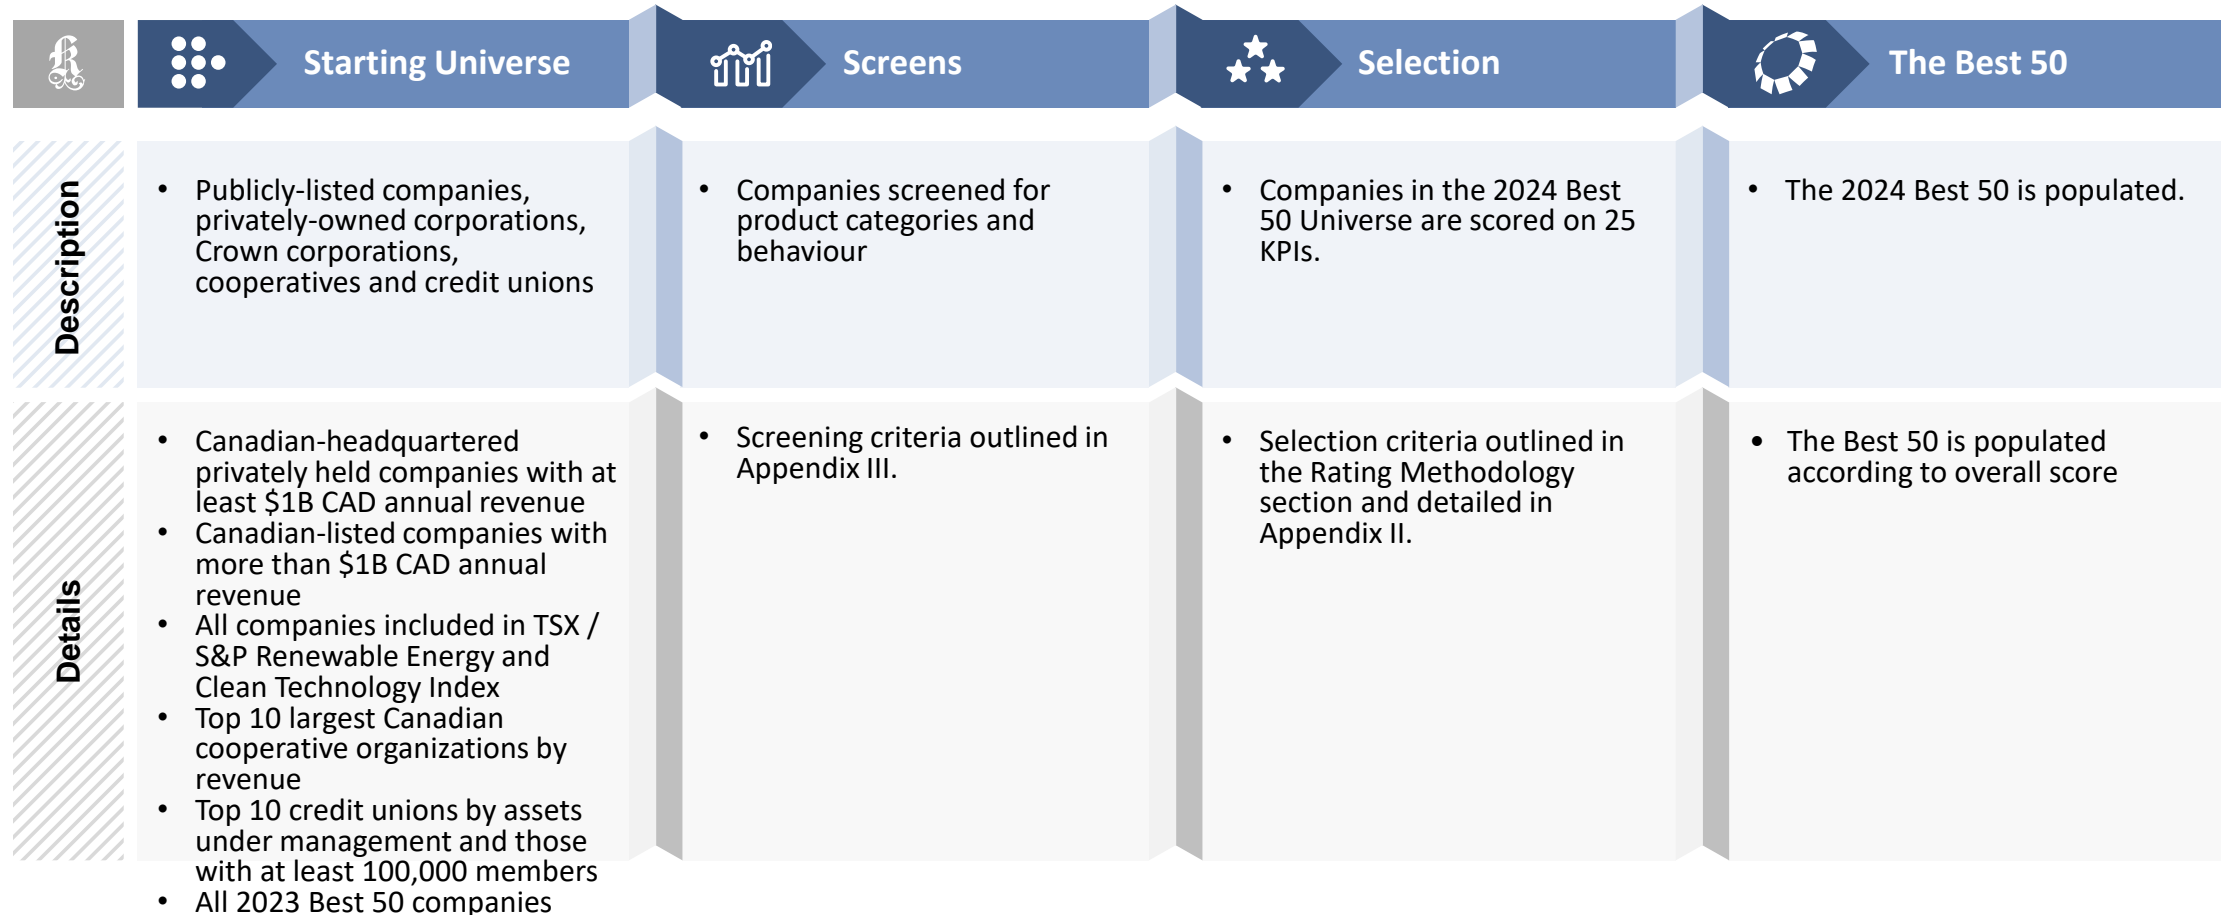 Starting Universe
Screens
Selection
The Best 50
Description
• Publicly-listed companies,
privately-owned corporations,
Crown corporations,
cooperatives and credit unions
• Companies screened for
product categories and
behaviour
• Companies in the 2024 Best
50 Universe are scored on 25
KPIs.
• The 2024 Best 50 is populated.
Details
• Canadian-headquartered
privately held companies with at
least $1B CAD annual revenue
• Canadian-listed companies with
more than $1B CAD annual
revenue
• All companies included in TSX /
S&P Renewable Energy and
Clean Technology Index
• Top 10 largest Canadian
cooperative organizations by
revenue
• Top 10 credit unions by assets
under management and those
with at least 100,000 members
• All 2023 Best 50 companies
• Screening criteria outlined in
Appendix III.
• Selection criteria outlined in
the Rating Methodology
section and detailed in
Appendix II.
• The Best 50 is populated
according to overall score